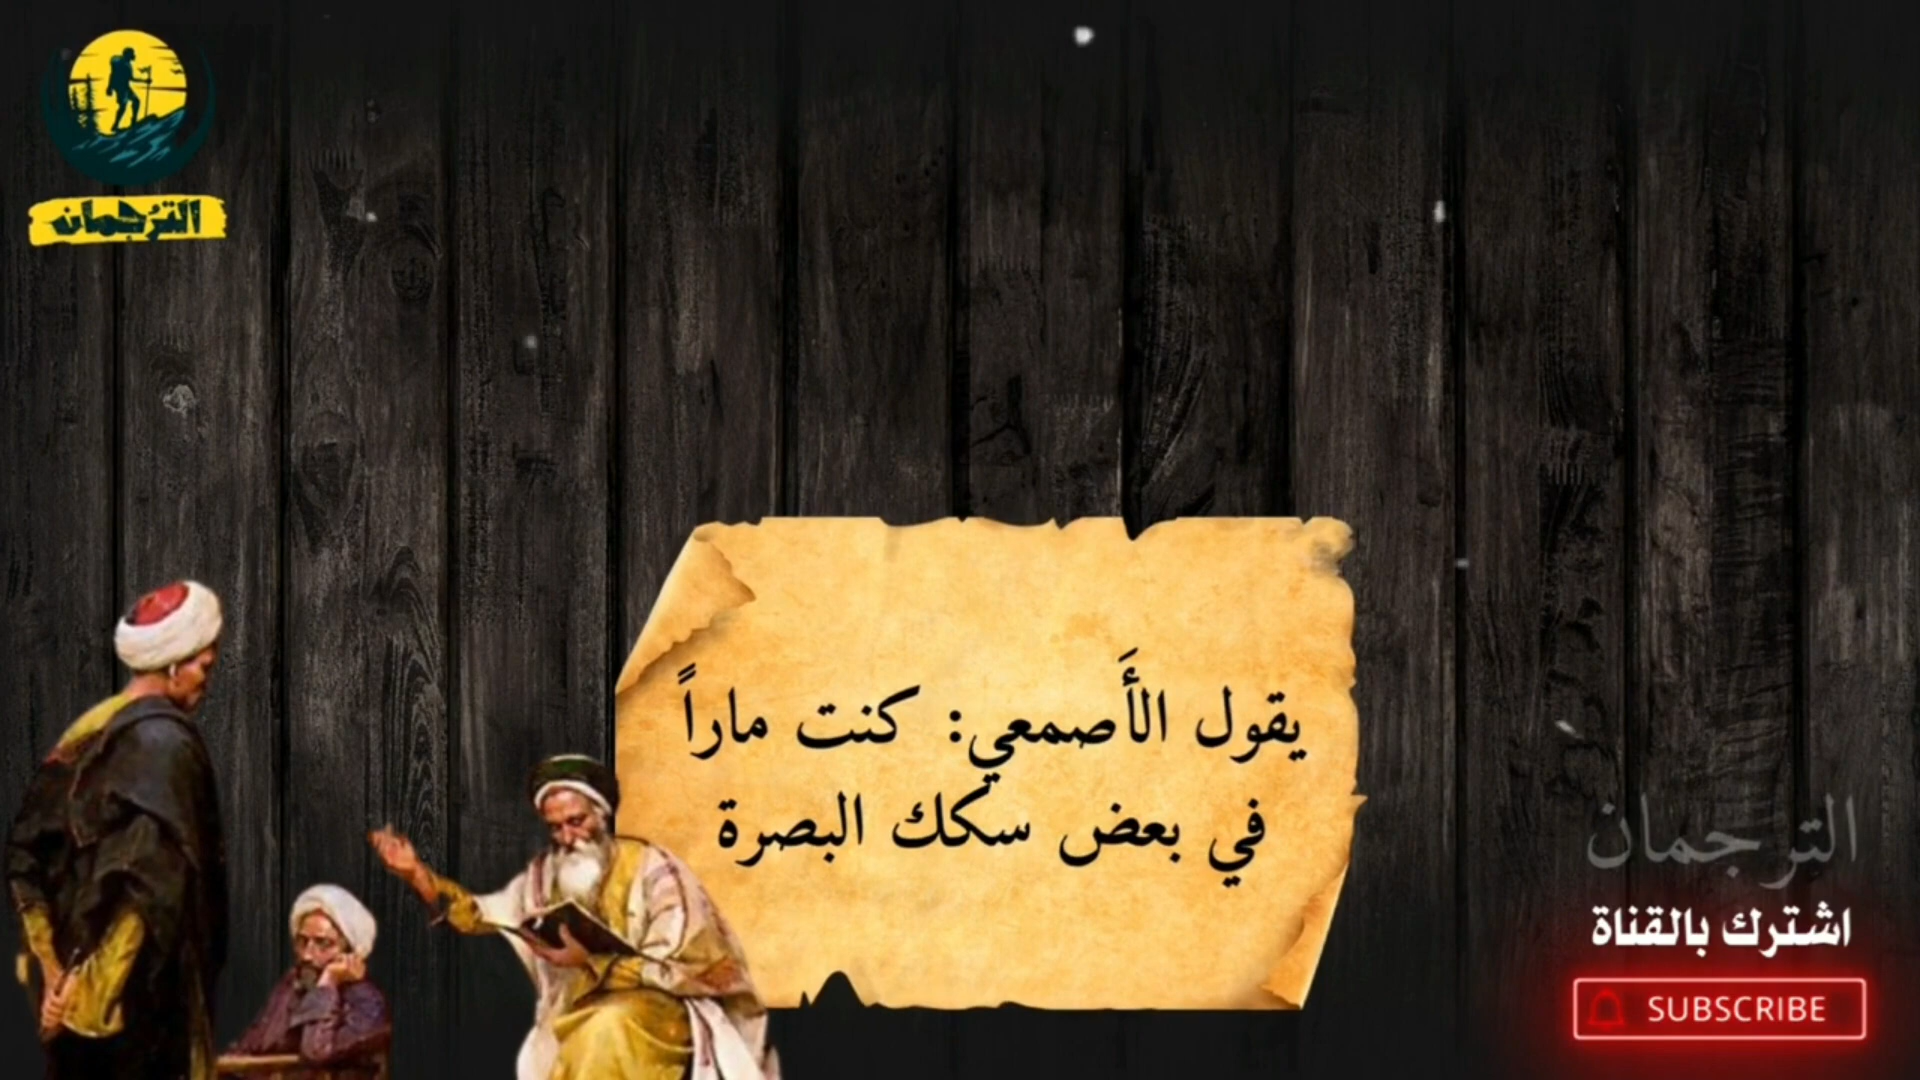 الترجمان
يقول الأَصمعي: كنت ماراً
في بعض سكك البصرة
الترجمان
اشترك بالقناة
SUBSCRIBE